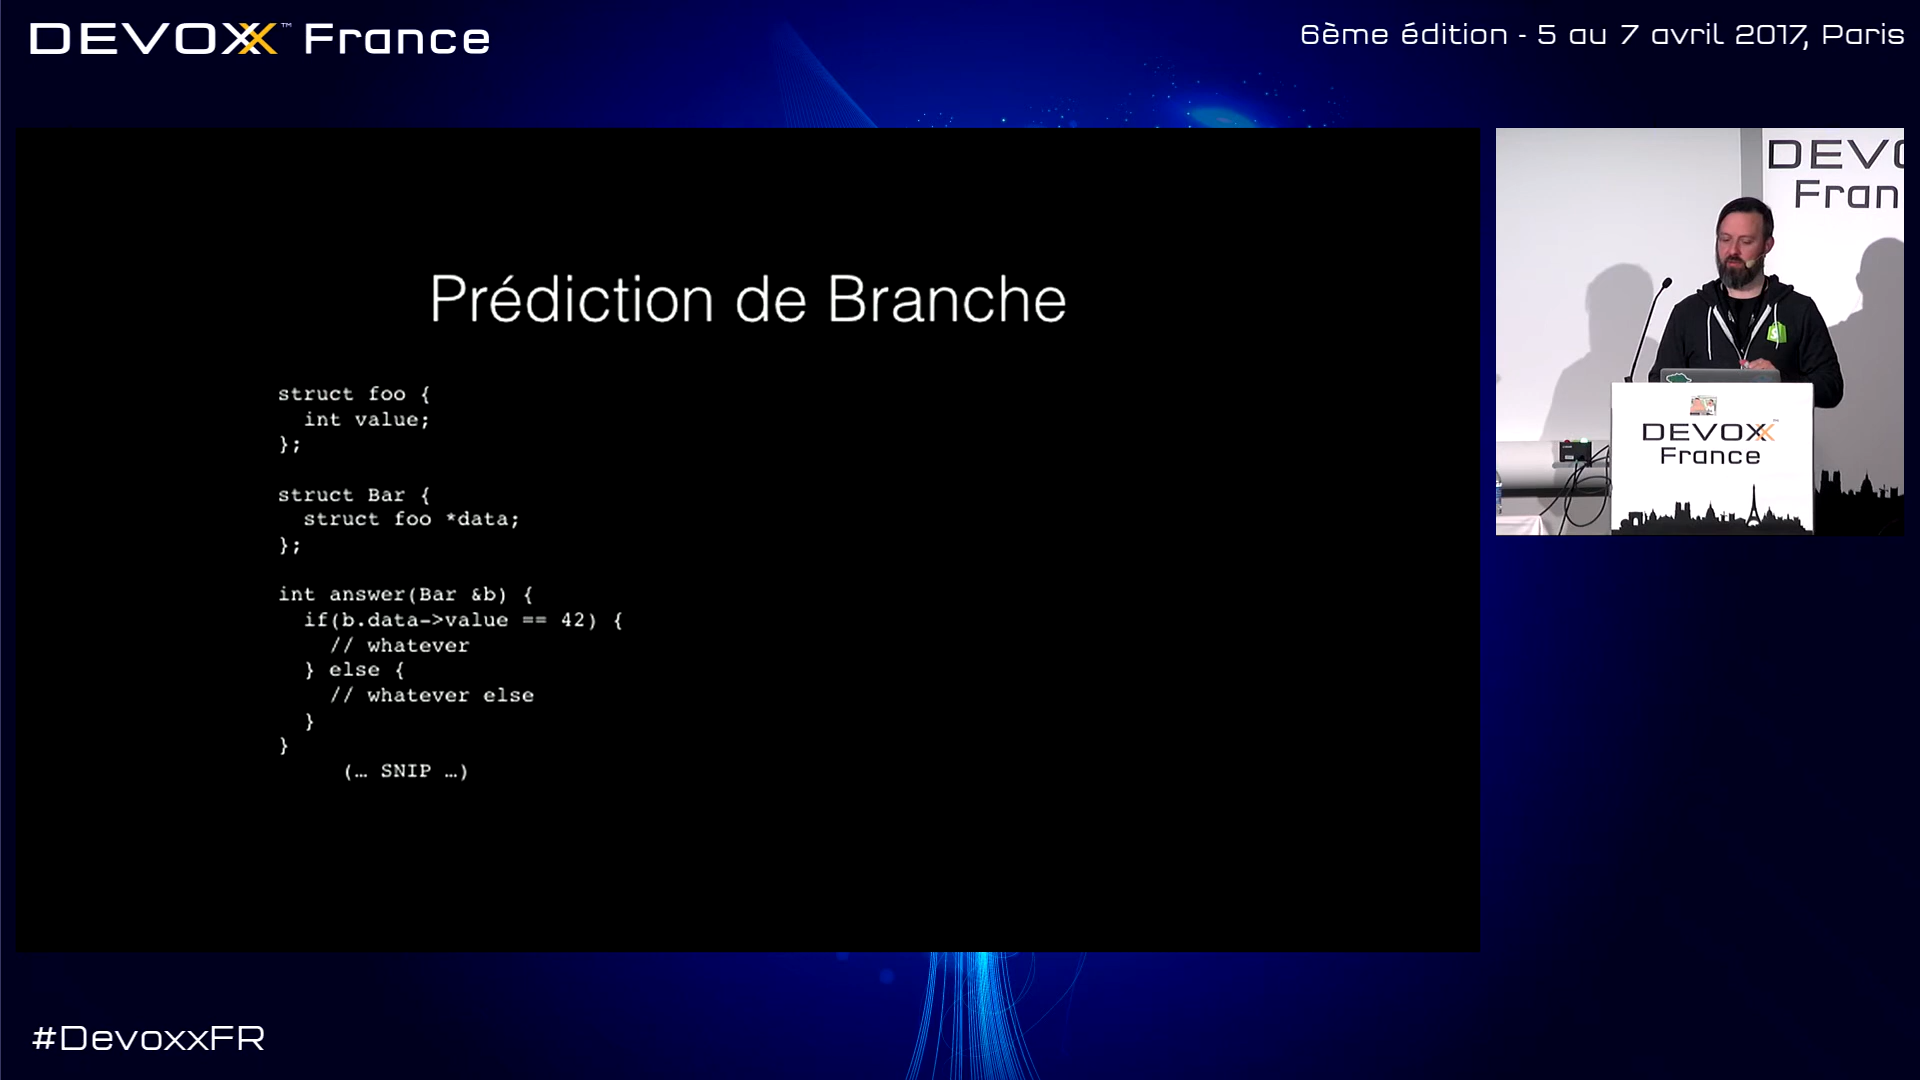 DEVOXX™ France
6ème édition - 5 au 7 avril 2017, Paris
Prédiction de Branche
struct foo {
  int value;
};
struct Bar {
  struct foo *data;
};
int answer(Bar &b) {
  if(b.data->value == 42) {
    // whatever
  } else {
    // whatever else
  }
}
(… SNIP …)
DEVO
Fran
DEVOXX
France
#DevoxxFR